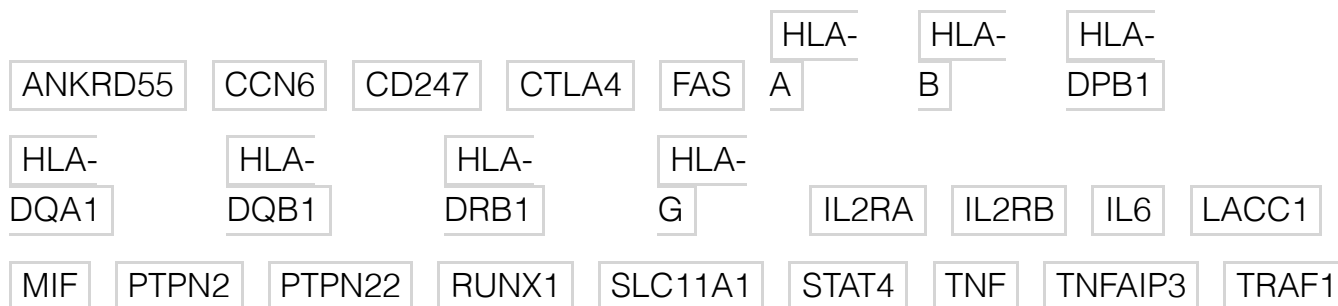 HLA- HLA- HLA-
ANKRD55 CCN6 CD247 CTLA4 FAS A B DPB1
HLA- HLA- HLA- HLA-
DQA1 DQB1 DRB1 G IL2RA IL2RB IL6 LACC1
MIF PTPN2 PTPN22 RUNX1 SLC11A1 STAT4 TNF TNFAIP3 TRAF1